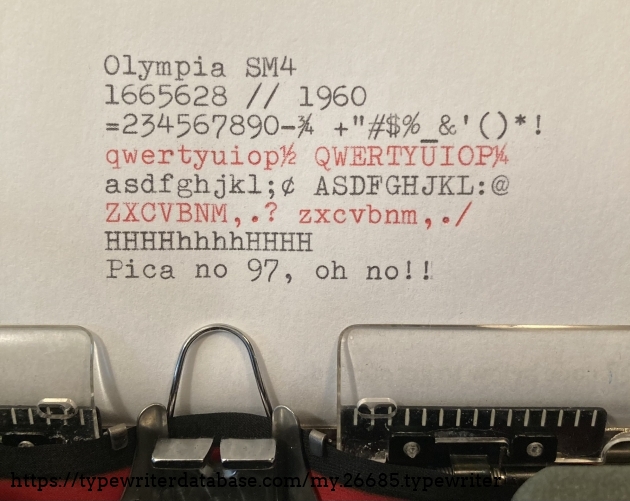 Olympia SM4
1665628 // 1960
=234567890-¾ +"#$%_&'()*!
qwertyuiop½ QWERTYUIOP¼
asdfghjkl;¢ ASDFGHJKL:@
ZXCVBNM,.? zxcvbnm,./
HHHHhhhhHHHH
Pica no 97, oh no!!
https://typewriterdatabase.com/my.26685.typewriter